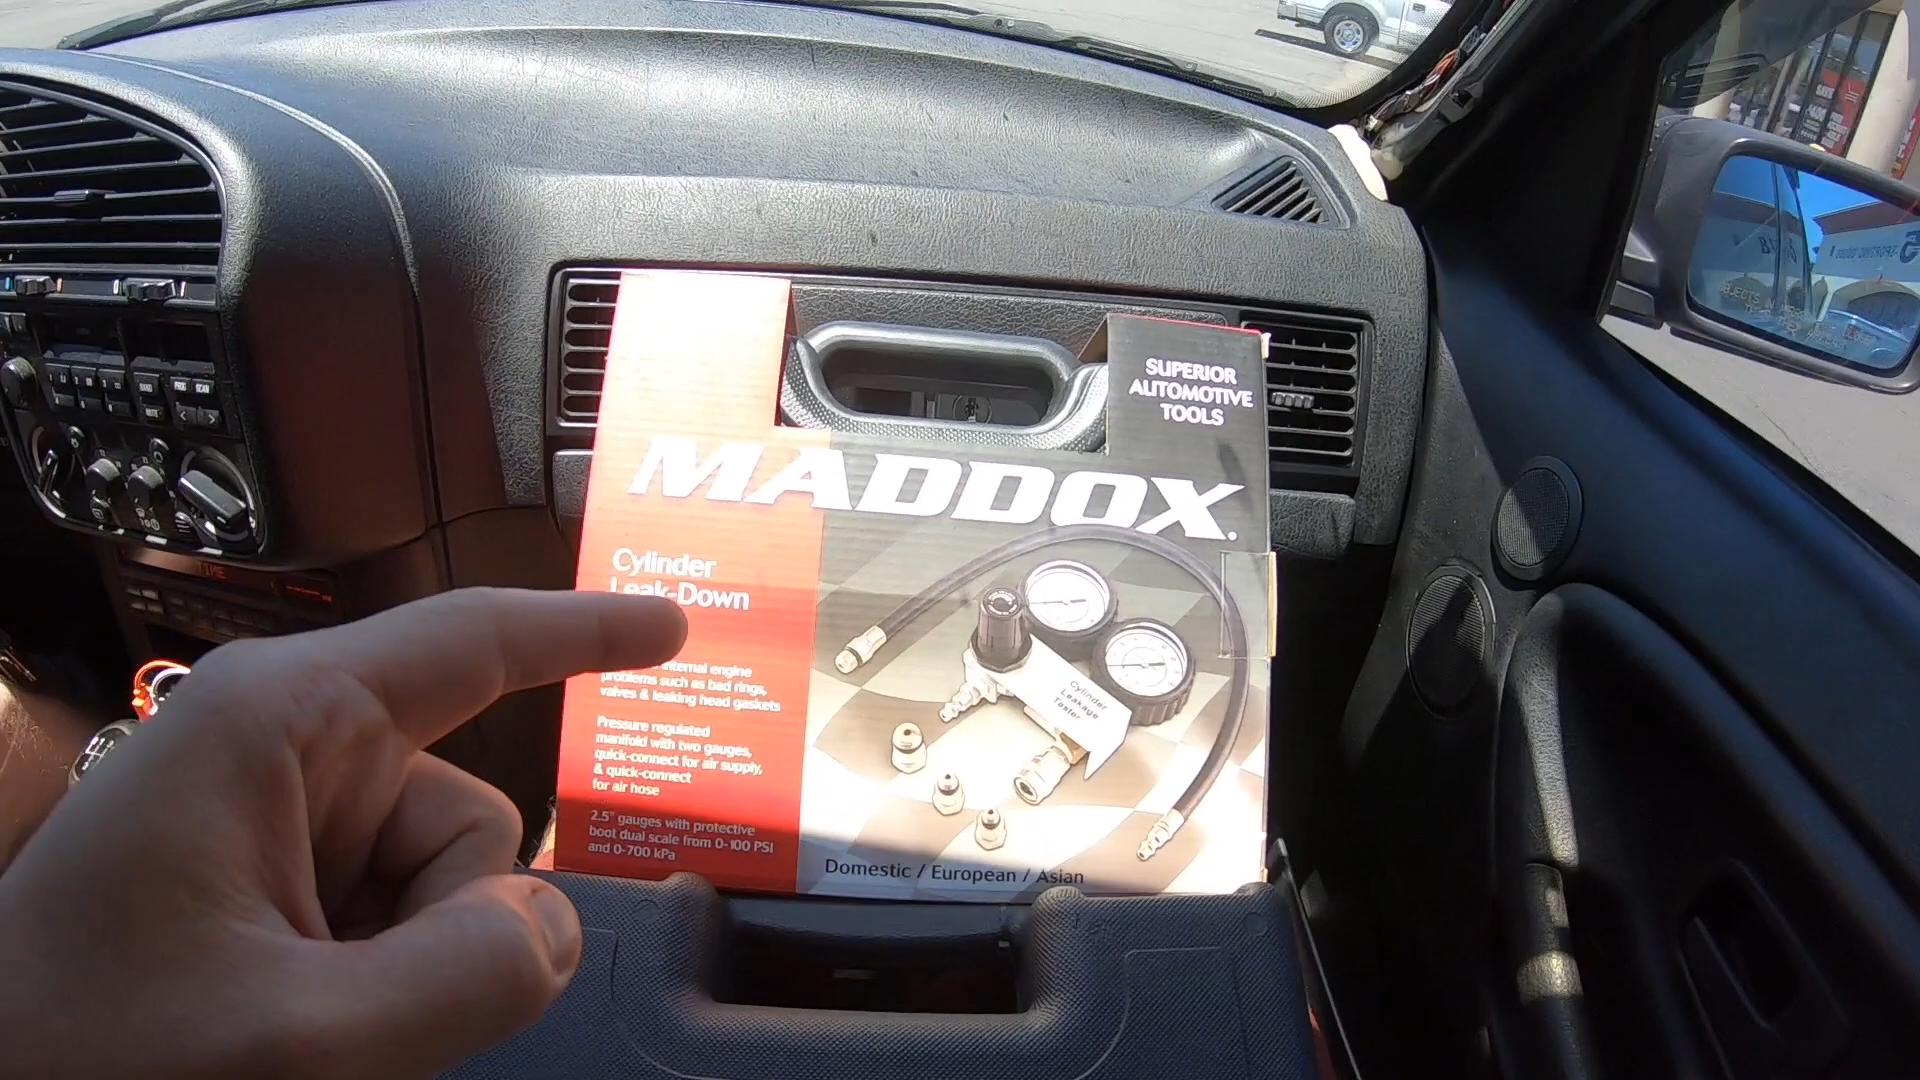 SUPERIOR
AUTOMOTIVE
TOOLS
MADDOX.
Cylinder
Leak-Down
internal engine
problems such as bad rings,
valves & leaking head gaskets
Pressure regulated
manifold with two gauges,
quick-connect for air supply,
& quick-connect
for air hose
2.5" gauges with protective
boot dual scale from 0-100 PSI
and 0-700 kPa
Cylinder
Leakage
Tester
Domestic / European / Asian
TIME
SCAN